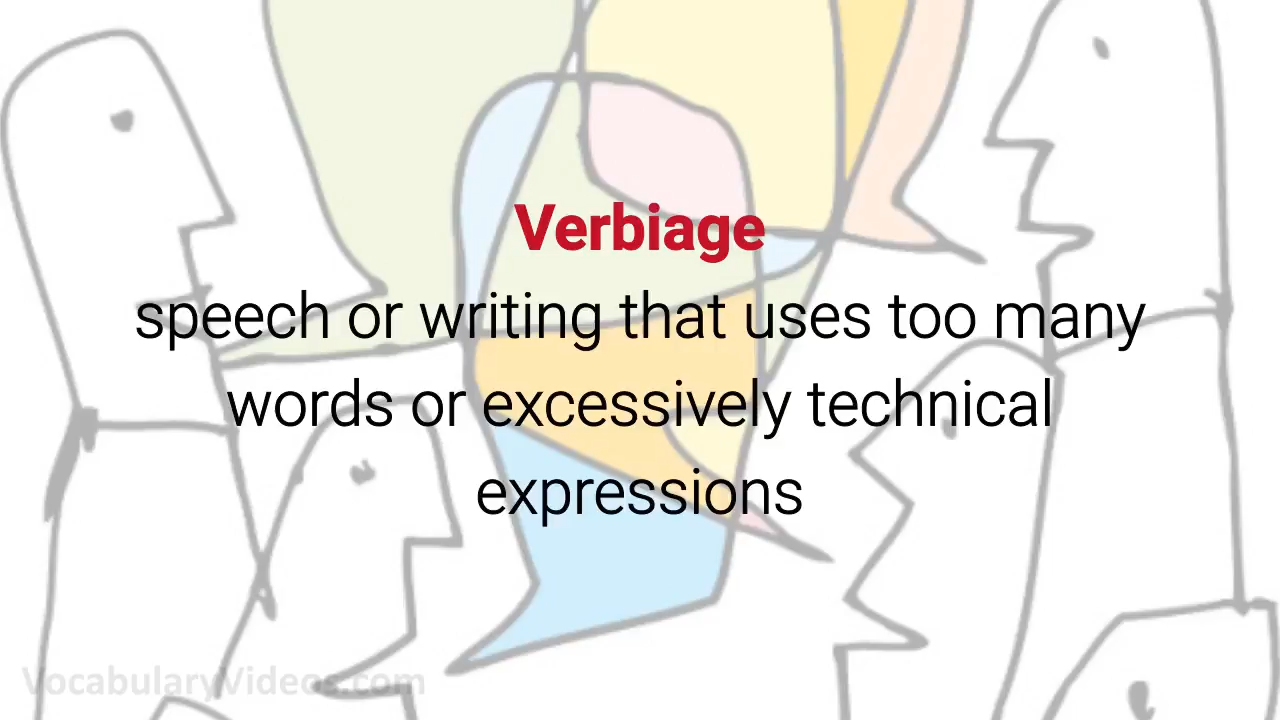 Verbiage
speech or writing that uses too many
words or excessively technical
expressions
VocabularyVideos.com